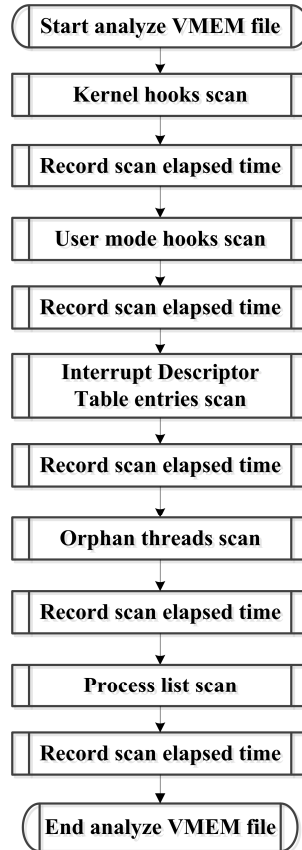 Start analyze VMEM file
Kernel hooks scan
Record scan elapsed time
User mode hooks scan
Record scan elapsed time
Interrupt Descriptor
Table entries scan
Record scan elapsed time
Orphan threads scan
Record scan elapsed time
Process list scan
Record scan elapsed time
End analyze VMEM file